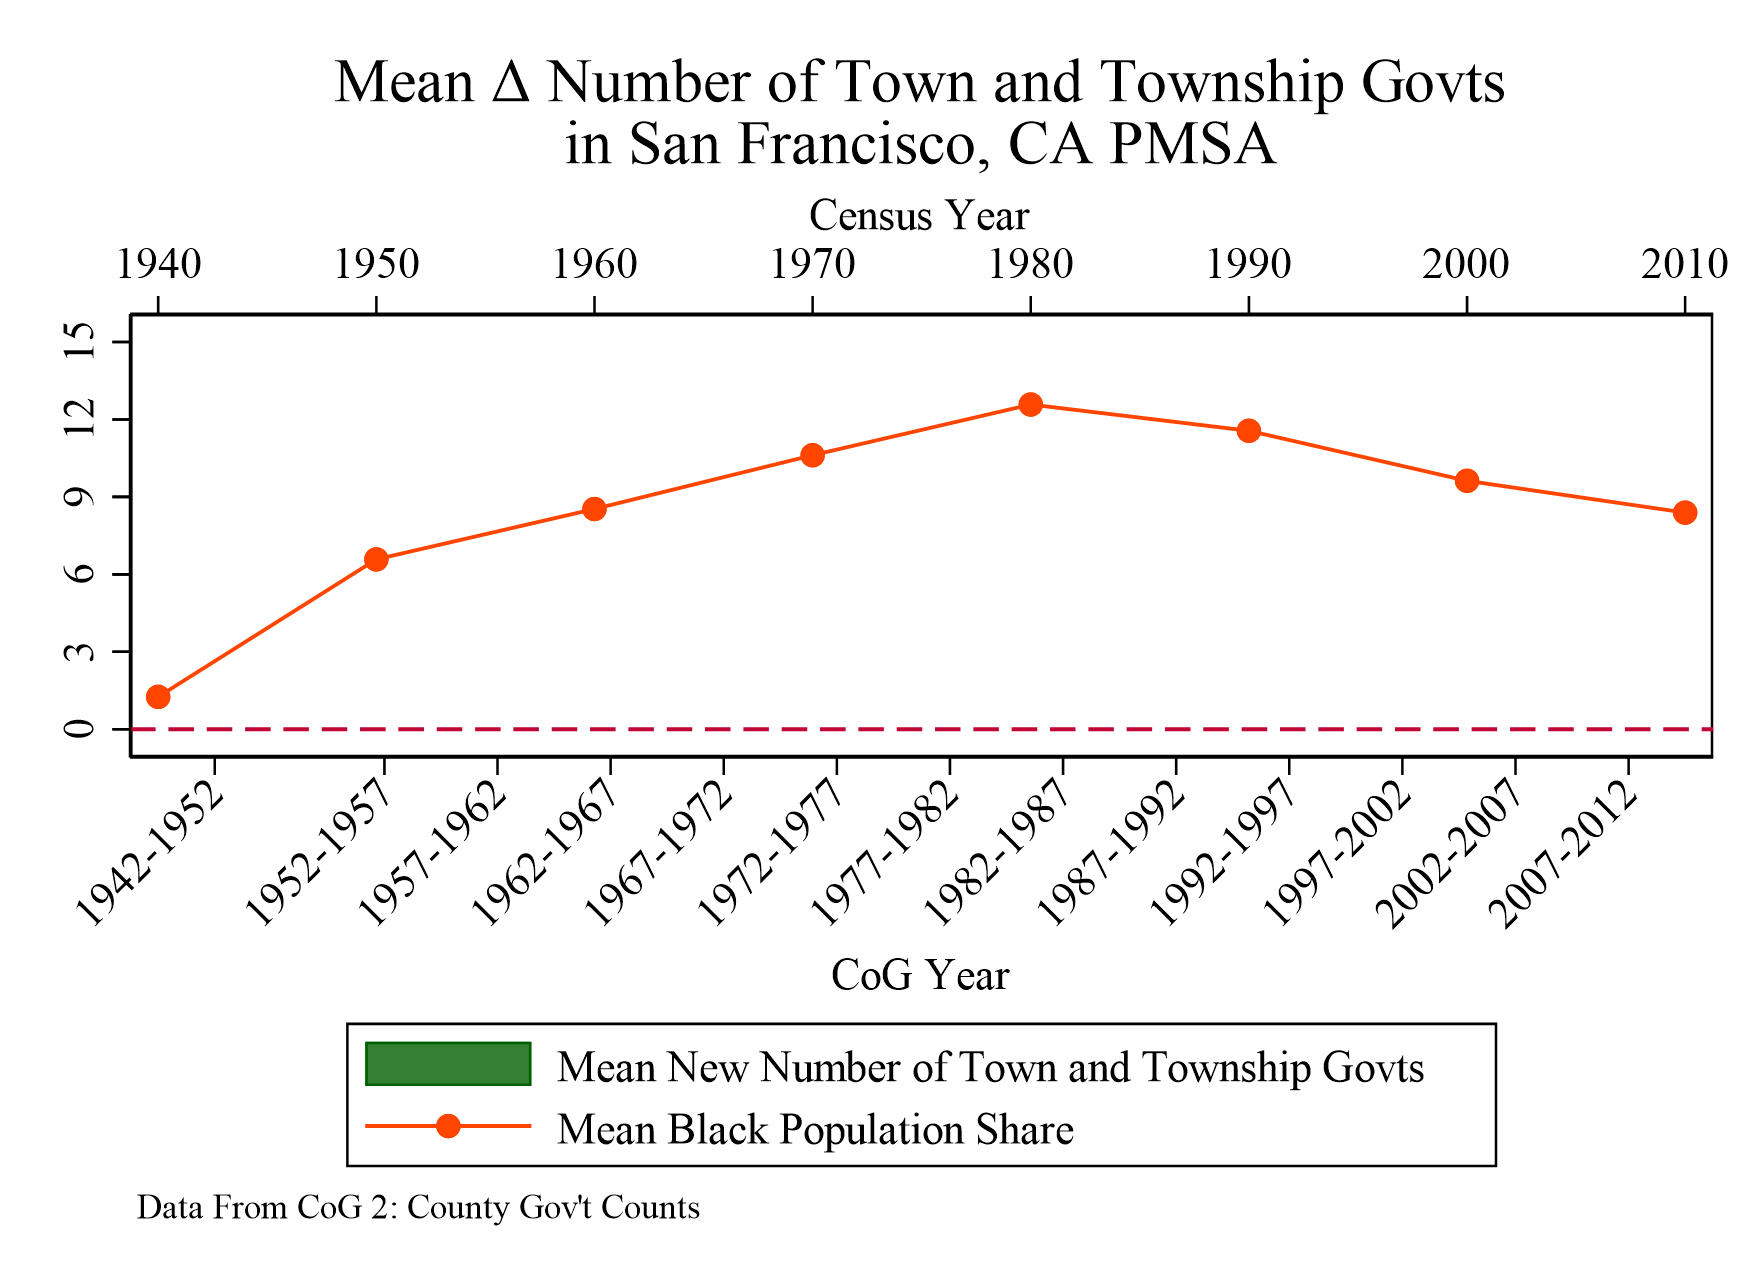 Mean Δ Number of Town and Township Govts
in San Francisco, CA PMSA
Census Year
1940 1950 1960 1970 1980 1990 2000 2010
15
12
9
6
3
0
1942-1952 1952-1957 1957-1962 1962-1967 1967-1972 1972-1977 1977-1982 1982-1987 1987-1992 1992-1997 1997-2002 2002-2007 2007-2012
CoG Year
Mean New Number of Town and Township Govts
Mean Black Population Share
Data From CoG 2: County Gov't Counts